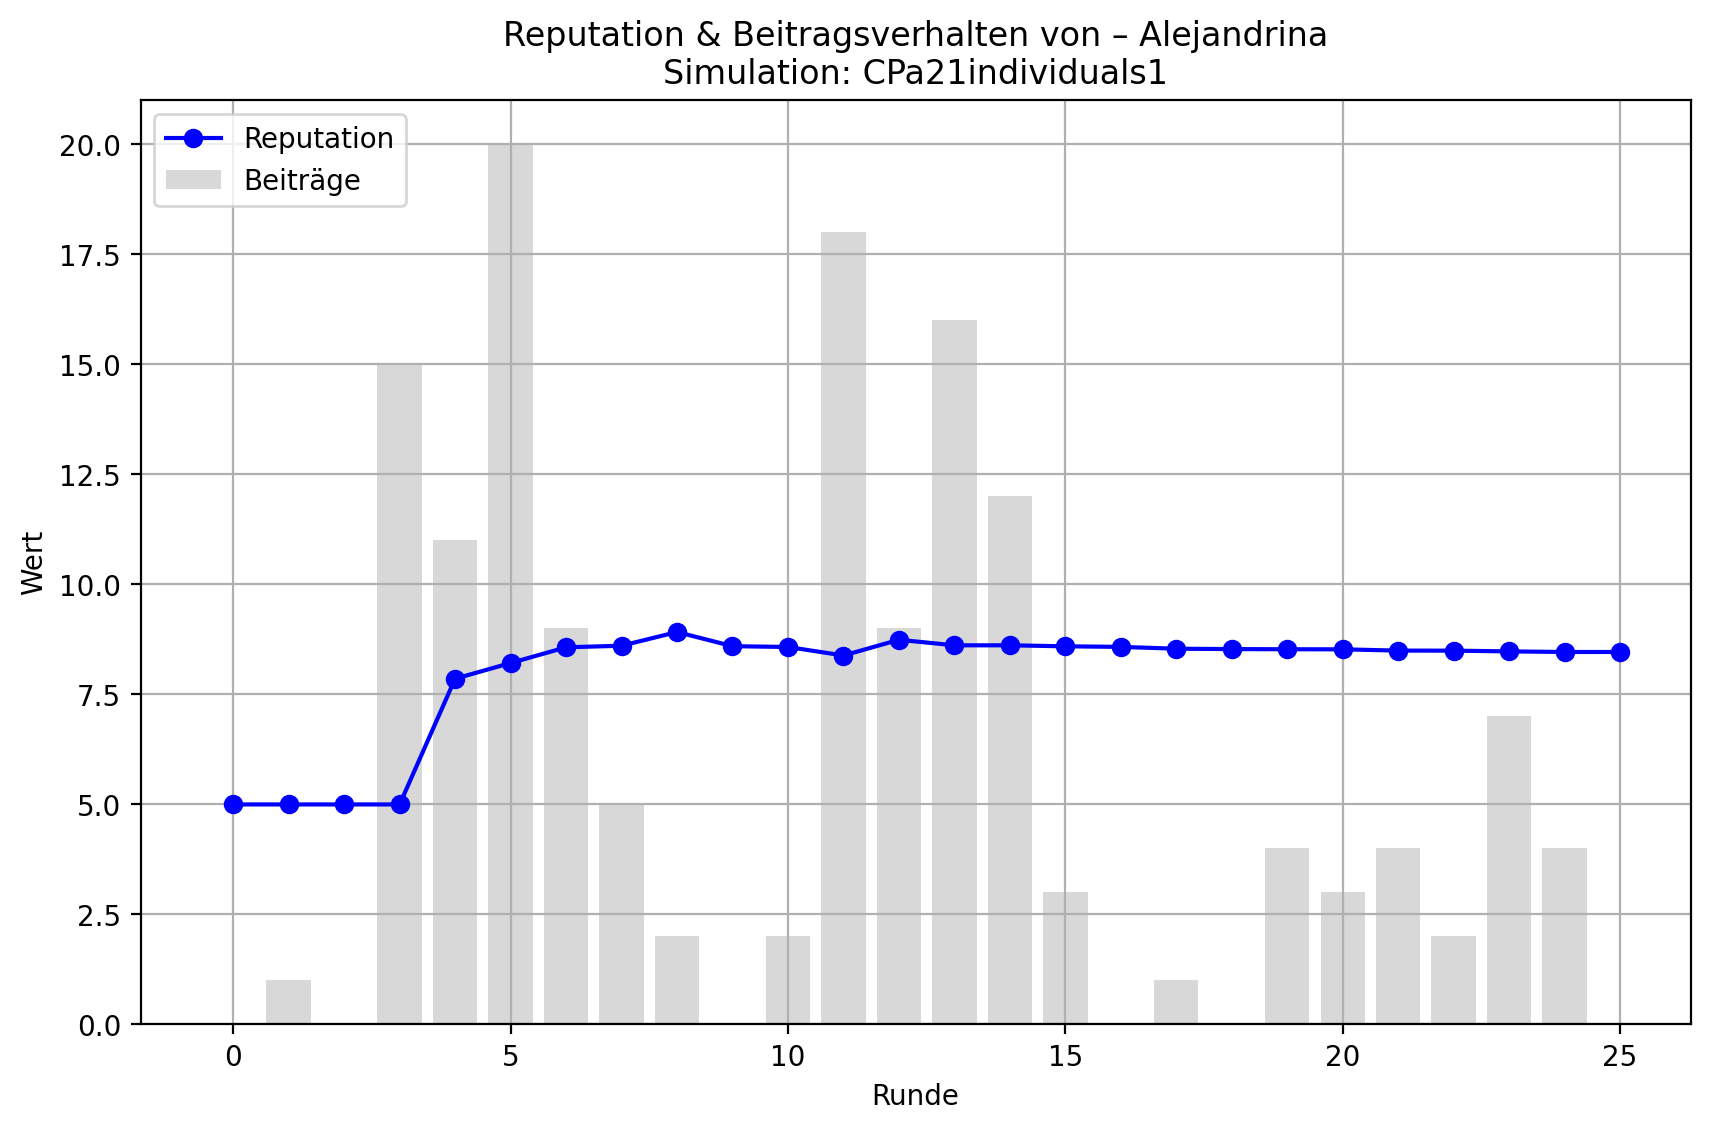 Reputation & Beitragsverhalten von – Alejandrina
Simulation: CPa21individuals1
Reputation
Beiträge
20.0
17.5
15.0
12.5
10.0
7.5
5.0
2.5
0.0
Wert
0 5 10 15 20 25
Runde